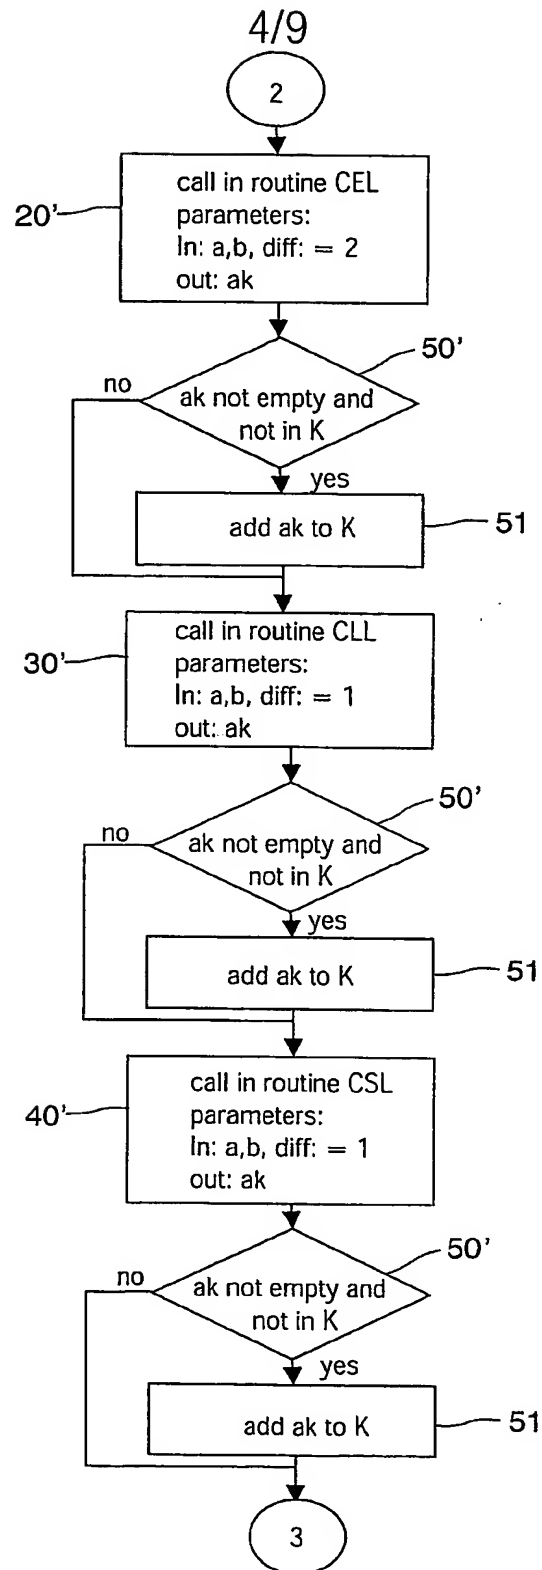 4/9
2
call in routine CEL
parameters:
In: a,b, diff: = 2
out: ak
20'
50'
no
ak not empty and
not in K
yes
add ak to K
51
call in routine CLL
parameters:
In: a,b, diff: = 1
out: ak
30'
50'
no
ak not empty and
not in K
yes
add ak to K
51
call in routine CSL
parameters:
In: a,b, diff: = 1
out: ak
40'
50'
no
ak not empty and
not in K
yes
add ak to K
51
3